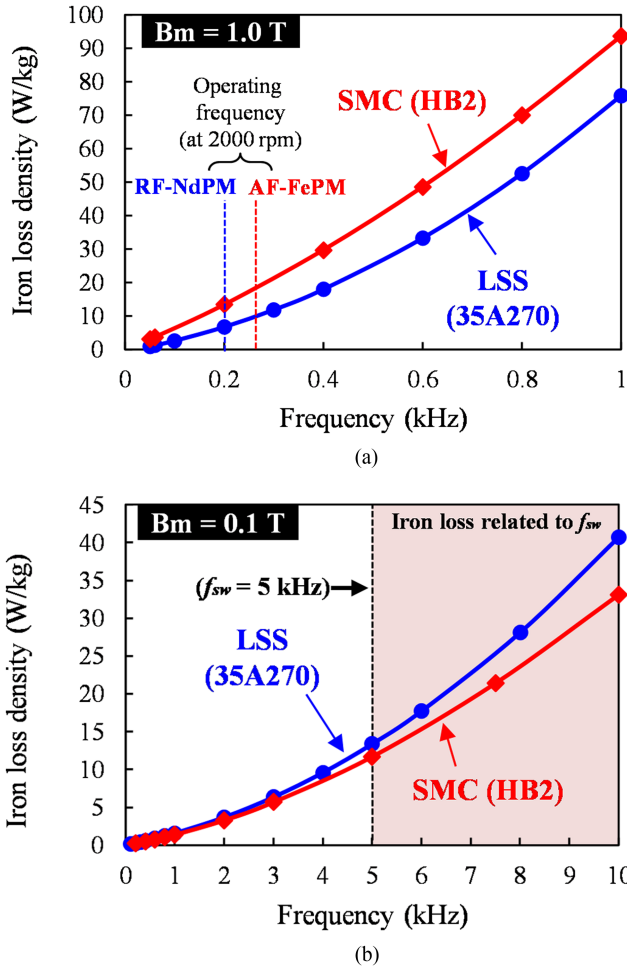 Bm = 1.0 T
Iron loss density (W/kg)
100
90
80
70
60
50
40
30
20
10
0
Operating
frequency
(at 2000 rpm)
RF-NdPM
AF-FePM
SMC (HB2)
LSS
(35A270)
0 0.2 0.4 0.6 0.8 1
Frequency (kHz)
(a)
Bm = 0.1 T
Iron loss related to fsw
(fsw = 5 kHz)
Iron loss density (W/kg)
45
40
35
30
25
20
15
10
5
0
LSS
(35A270)
SMC (HB2)
0 1 2 3 4 5 6 7 8 9 10
Frequency (kHz)
(b)